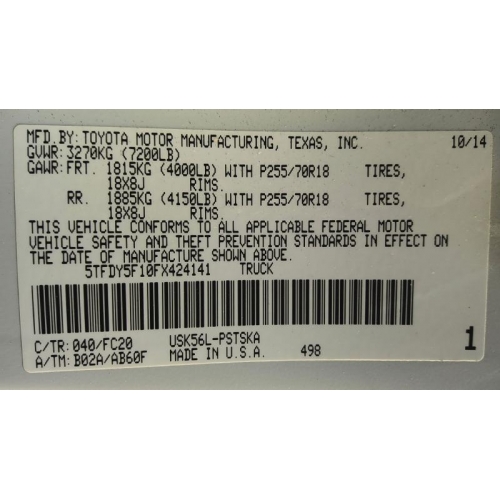 MFD.BY:TOYOTA MOTOR MANUFACTURING, TEXAS, INC. 10/14
GVWR:3270KG (7200LB)
GAWR:FRT. 1815KG (4000LB) WITH P255/70R18 TIRES,
18X8J RIMS.
RR. 1885KG (4150LB) WITH P255/70R18 TIRES,
18X8J RIMS.
THIS VEHICLE CONFORMS TO ALL APPLICABLE FEDERAL MOTOR
VEHICLE SAFETY AND THEFT PREVENTION STANDARDS IN EFFECT ON
THE DATE OF MANUFACTURE SHOWN ABOVE.
5TFDY5F10FX424141 TRUCK
C/TR:040/FC20 USK56L-PSTSKA
A/TM:B02A/AB60F MADE IN U.S.A. 498 1